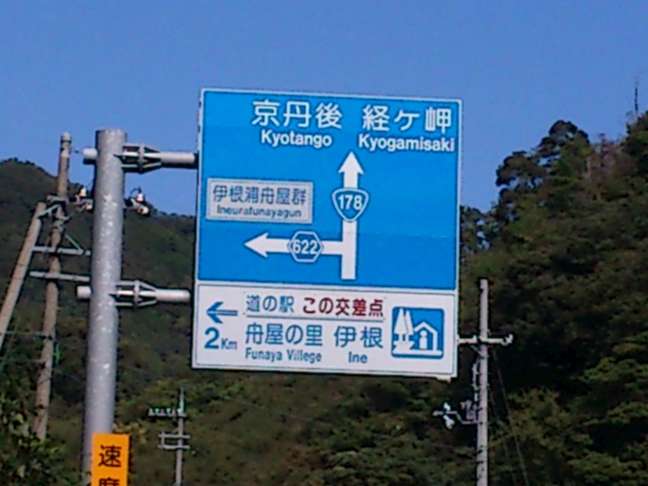 京丹後 経ケ岬
Kyotango Kyogamisaki
178
伊根浦舟屋群
Ineurafunayagun
622
道の駅 この交差点
2Km 舟屋の里 伊根
Funaya Villege Ine
速度